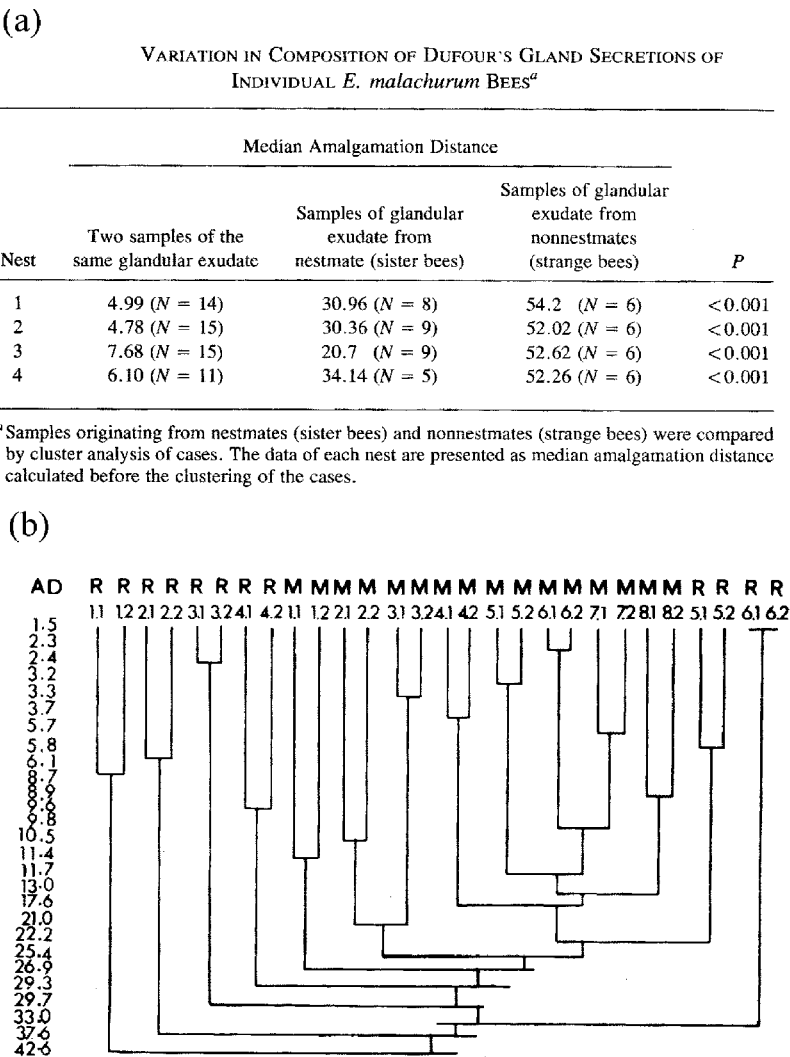 (a)
VARIATION IN COMPOSITION OF DUFOUR'S GLAND SECRETIONS OF
INDIVIDUAL E. malachurum BEESa
Median Amalgamation Distance
Samples of glandular
Samples of glandular exudate from
Two samples of the exudate from nonnestmates
Nest same glandular exudate nestmate (sister bees) (strange bees) P
1 4.99 (N = 14) 30.96 (N = 8) 54.2 (N = 6) <0.001
2 4.78 (N = 15) 30.36 (N = 9) 52.02 (N = 6) <0.001
3 7.68 (N = 15) 20.7 (N = 9) 52.62 (N = 6) <0.001
4 6.10 (N = 11) 34.14 (N = 5) 52.26 (N = 6) <0.001
aSamples originating from nestmates (sister bees) and nonnestmates (strange bees) were compared
by cluster analysis of cases. The data of each nest are presented as median amalgamation distance
calculated before the clustering of the cases.
(b)
AD R R R R R R R R M M M M M M M M M M M M M M M M R R R R
1.1 1.2 2.1 2.2 3.1 3.2 4.1 4.2 1.1 1.2 2.1 2.2 3.1 3.2 4.1 4.2 5.1 5.2 6.1 6.2 7.1 7.2 8.1 8.2 5.1 5.2 6.1 6.2
1.5
2.3
2.4
3.2
3.3
3.7
5.7
5.8
6.1
8.7
8.9
9.6
9.8
10.5
11.4
11.7
13.0
17.6
21.0
22.2
25.4
26.9
29.3
29.7
33.0
37.6
42.6